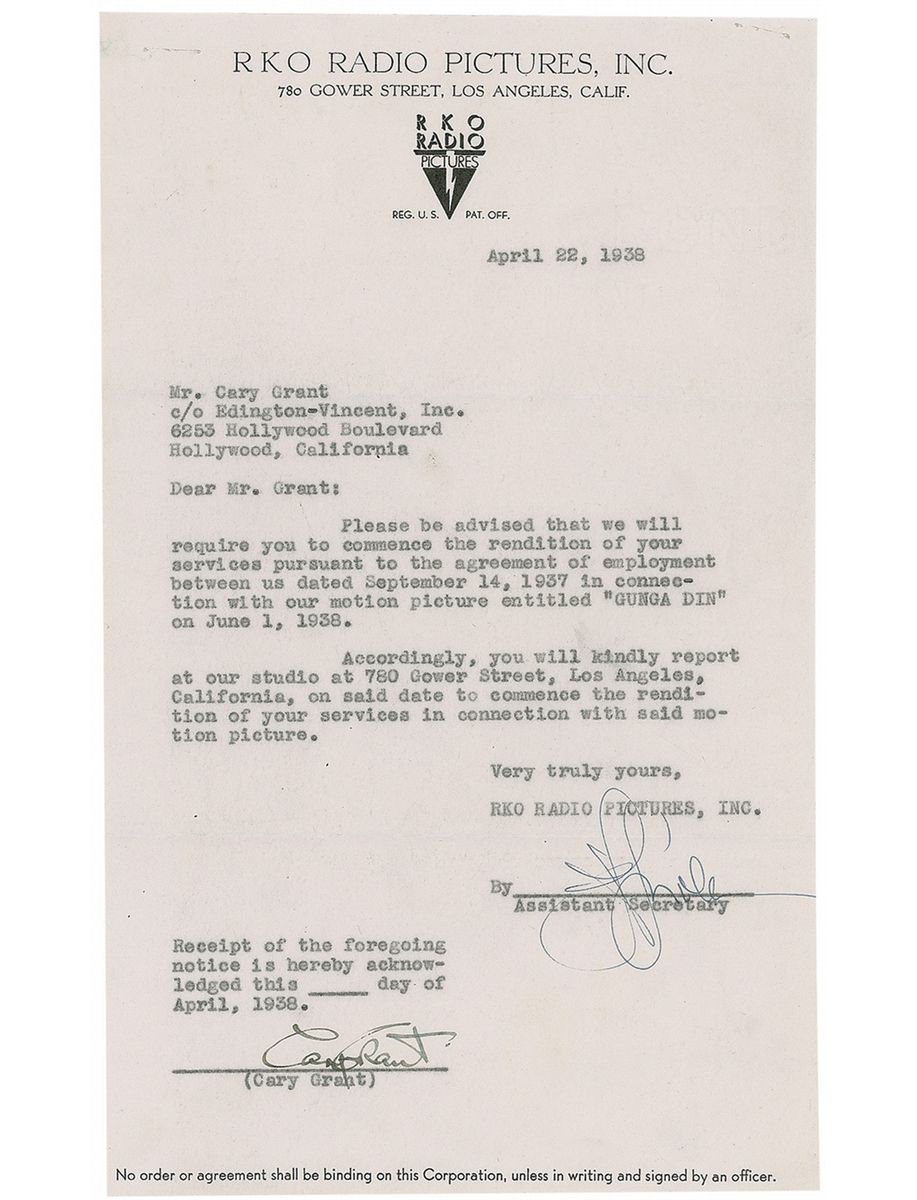 RKO RADIO PICTURES, INC.
780 GOWER STREET, LOS ANGELES, CALIF.
RKO
RADIO
PICTURES
REG. U. S. PAT. OFF.
April 22, 1938
Mr. Cary Grant
c/o Edington-Vincent, Inc.
6253 Hollywood Boulevard
Hollywood, California
Dear Mr. Grant:
Please be advised that we will
require you to commence the rendition of your
services pursuant to the agreement of employment
between us dated September 14, 1937 in connec-
tion with our motion picture entitled "GUNGA DIN"
on June 1, 1938.
Accordingly, you will kindly report
at our studio at 780 Gower Street, Los Angeles,
California, on said date to commence the rendi-
tion of your services in connection with said mo-
tion picture.
Very truly yours,
RKO RADIO PICTURES, INC.
By
Assistant Secretary
Receipt of the foregoing
notice is hereby acknow-
ledged this _____ day of
April, 1938.
Cary Grant
(Cary Grant)
No order or agreement shall be binding on this Corporation, unless in writing and signed by an officer.